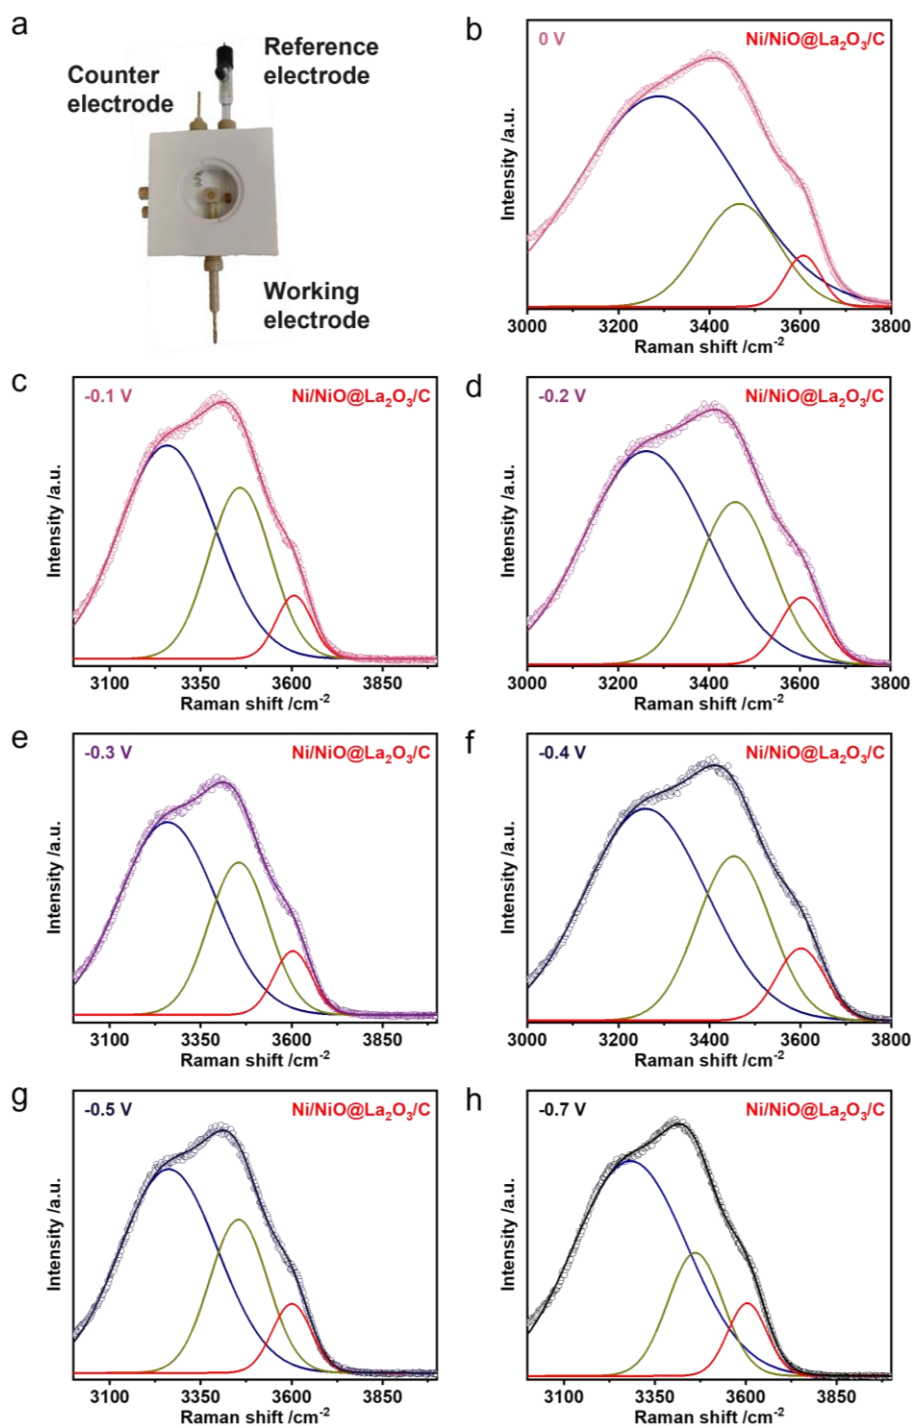 a
Reference
electrode
Counter
electrode
Working
electrode
b
0 V
Ni/NiO@La₂O₃/C
Intensity /a.u.
3000 3200 3400 3600 3800
Raman shift /cm⁻²
c
-0.1 V
Ni/NiO@La₂O₃/C
Intensity /a.u.
3100 3350 3600 3850
Raman shift /cm⁻²
d
-0.2 V
Ni/NiO@La₂O₃/C
Intensity /a.u.
3000 3200 3400 3600 3800
Raman shift /cm⁻²
e
-0.3 V
Ni/NiO@La₂O₃/C
Intensity /a.u.
3100 3350 3600 3850
Raman shift /cm⁻²
f
-0.4 V
Ni/NiO@La₂O₃/C
Intensity /a.u.
3000 3200 3400 3600 3800
Raman shift /cm⁻²
g
-0.5 V
Ni/NiO@La₂O₃/C
Intensity /a.u.
3100 3350 3600 3850
Raman shift /cm⁻²
h
-0.7 V
Ni/NiO@La₂O₃/C
Intensity /a.u.
3100 3350 3600 3850
Raman shift /cm⁻²